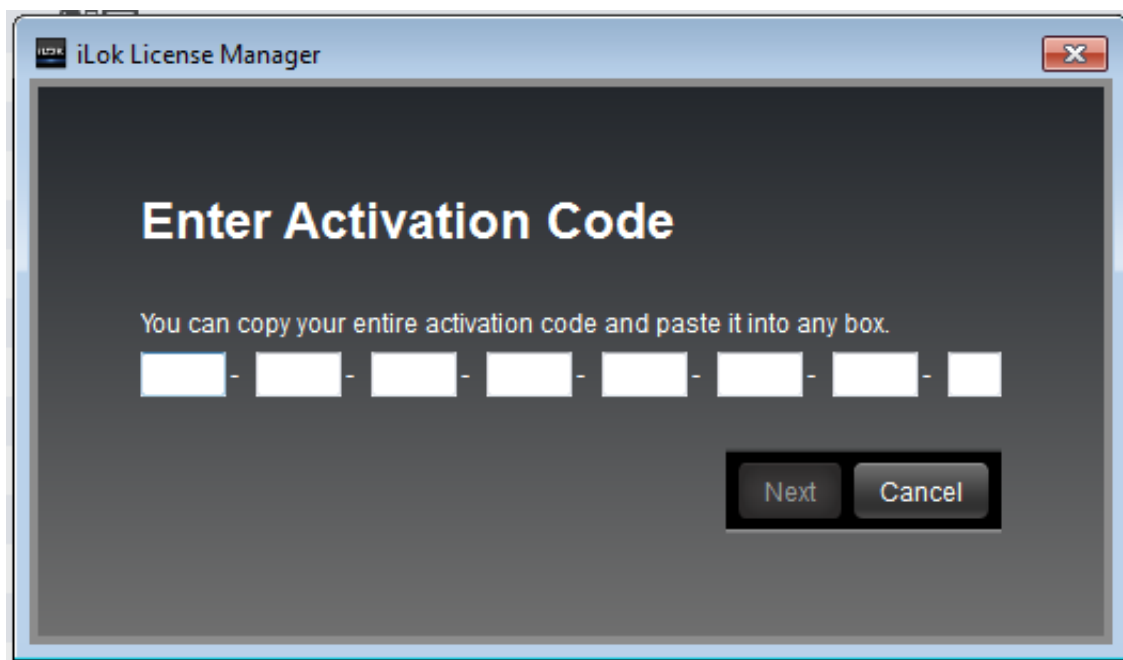 iLok License Manager
Enter Activation Code
You can copy your entire activation code and paste it into any box.
- - - - - - -
Next Cancel